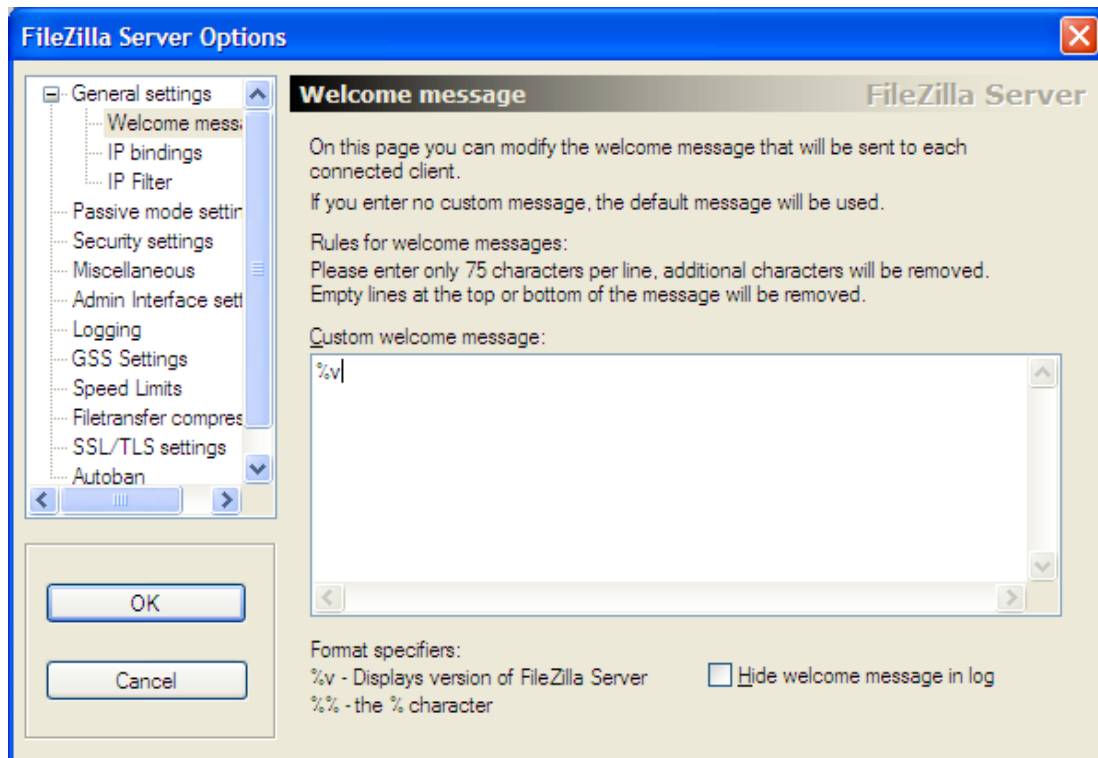 FileZilla Server Options
General settings
Welcome messa
IP bindings
IP Filter
Passive mode settin
Security settings
Miscellaneous
Admin Interface sett
Logging
GSS Settings
Speed Limits
Filetransfer compres
SSL/TLS settings
Autoban
OK
Cancel
Welcome message
FileZilla Server
On this page you can modify the welcome message that will be sent to each
connected client.
If you enter no custom message, the default message will be used.
Rules for welcome messages:
Please enter only 75 characters per line, additional characters will be removed.
Empty lines at the top or bottom of the message will be removed.
Custom welcome message:
%v
Format specifiers:
%v - Displays version of FileZilla Server
%% - the % character
Hide welcome message in log